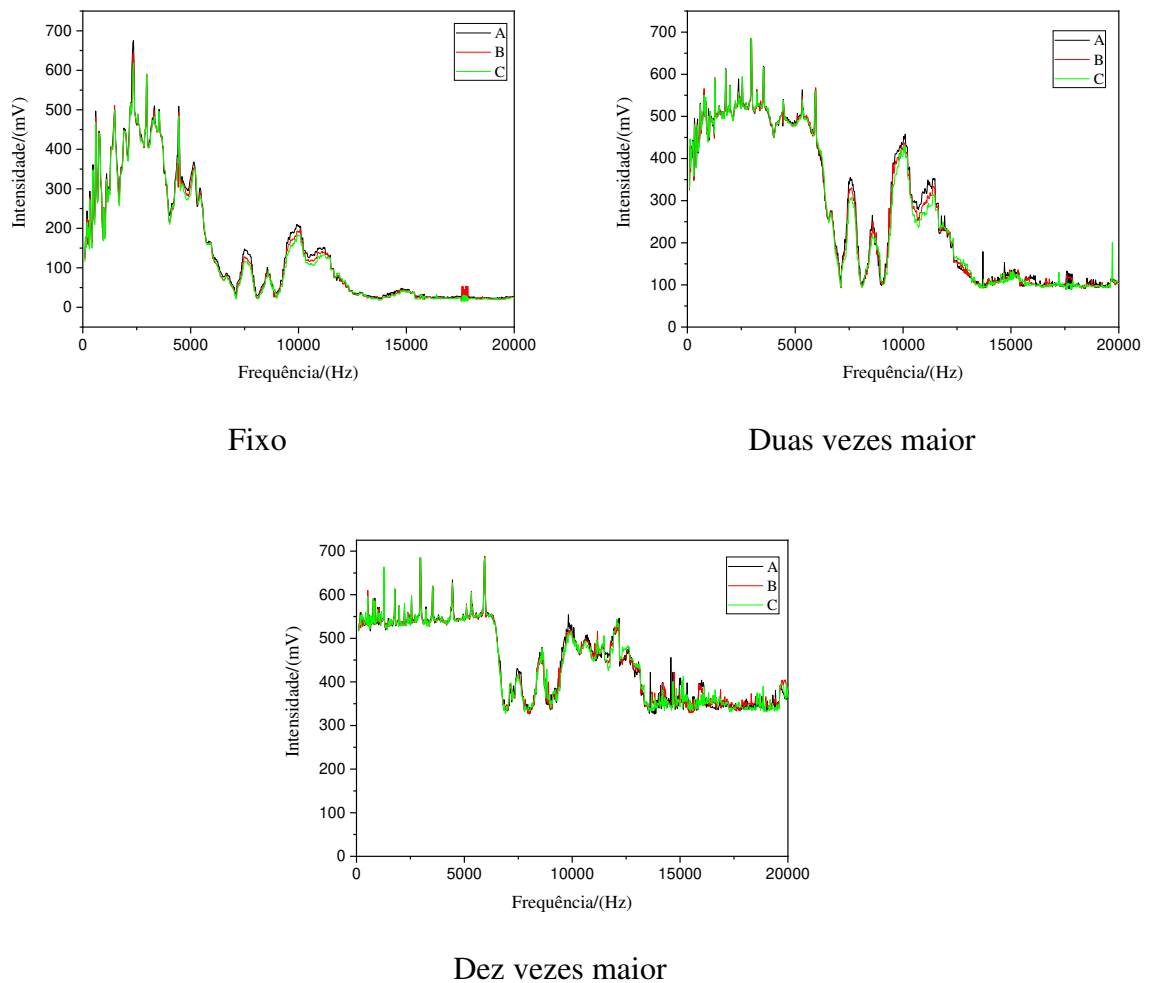 700
600
500
400
300
200
100
0
Intensidade/(mV)
A
B
C
0 5000 10000 15000 20000
Frequência/(Hz)
Fixo
700
600
500
400
300
200
100
0
Intensidade/(mV)
A
B
C
0 5000 10000 15000 20000
Frequência/(Hz)
Duas vezes maior
700
600
500
400
300
200
100
0
Intensidade/(mV)
A
B
C
0 5000 10000 15000 20000
Frequência/(Hz)
Dez vezes maior